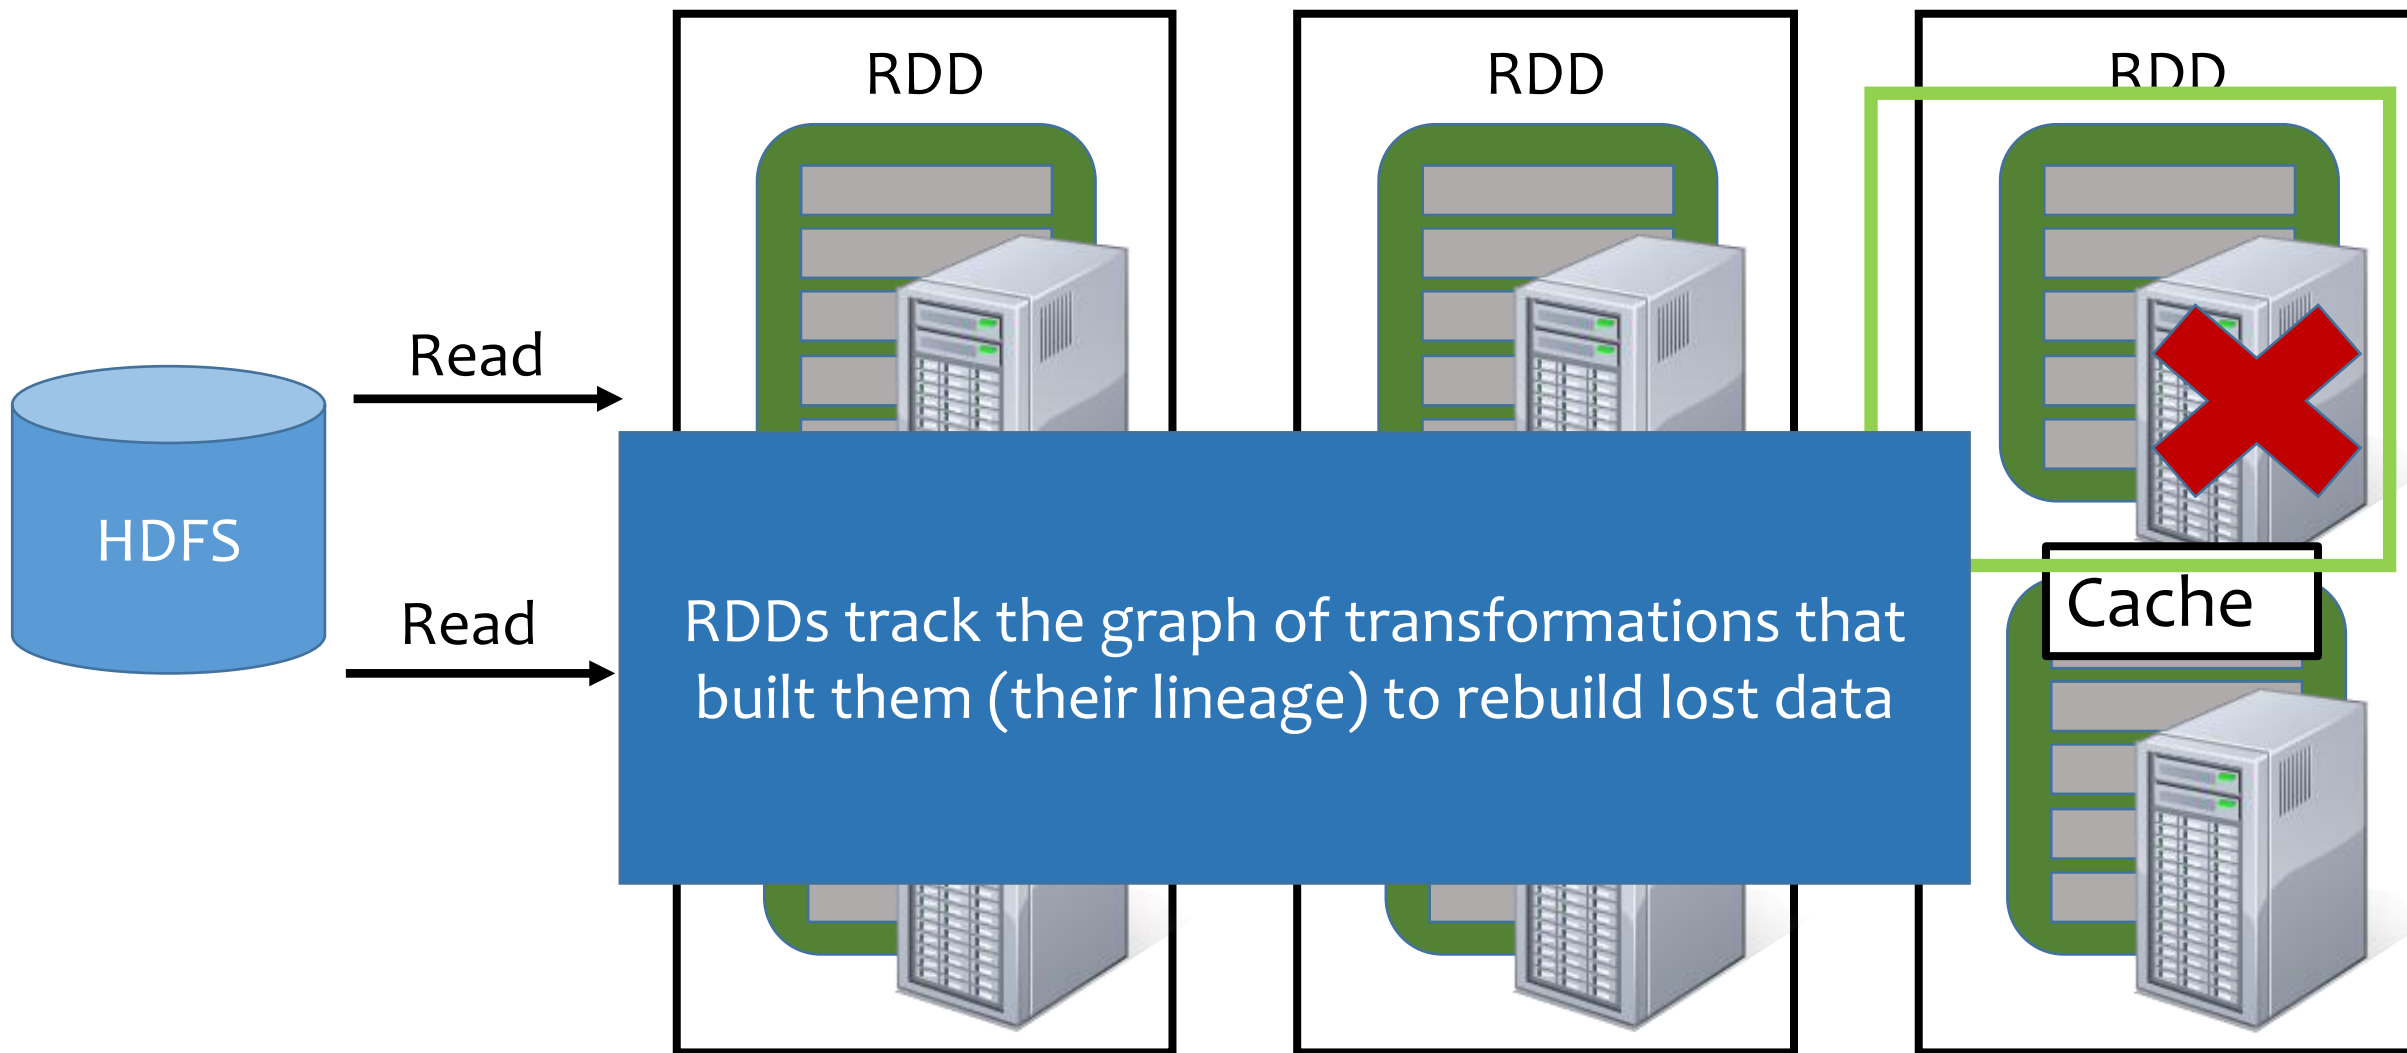 RDD
RDD
RDD
Read
HDFS
Read
Cache
RDDs track the graph of transformations that
built them (their lineage) to rebuild lost data